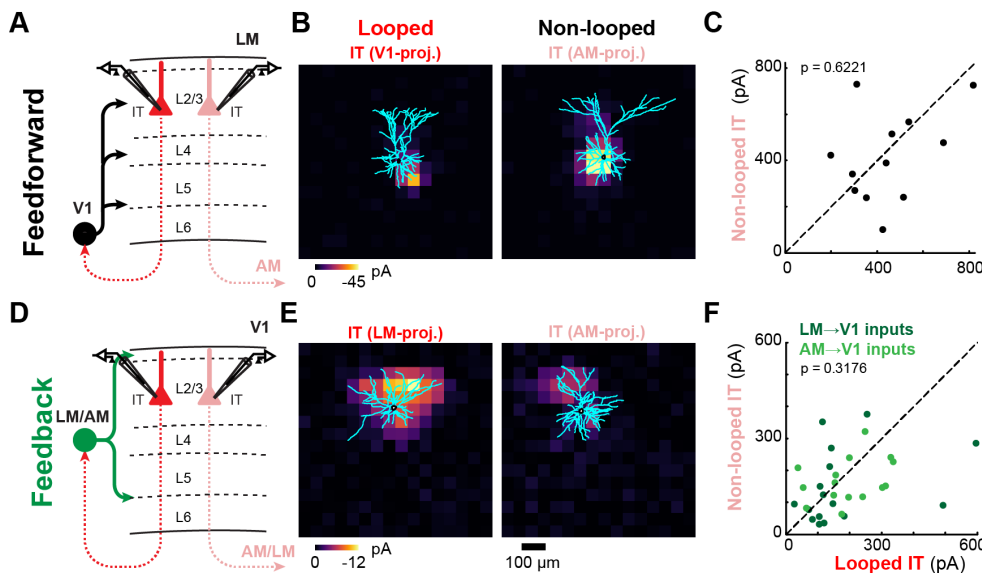 A
Feedforward
LM
IT
L2/3
IT
L4
L5
V1
L6
AM
B
Looped
Non-looped
IT (V1-proj.)
IT (AM-proj.)
0
-45
pA
C
800
p = 0.6221
Non-looped IT (pA)
400
0
0
400
800
D
Feedback
V1
IT
L2/3
IT
LM/AM
L4
L5
L6
AM/LM
E
IT (LM-proj.)
IT (AM-proj.)
0
-12
pA
100 µm
F
600
LM→V1 inputs
AM→V1 inputs
p = 0.3176
Non-looped IT (pA)
300
0
0
300
600
Looped IT (pA)